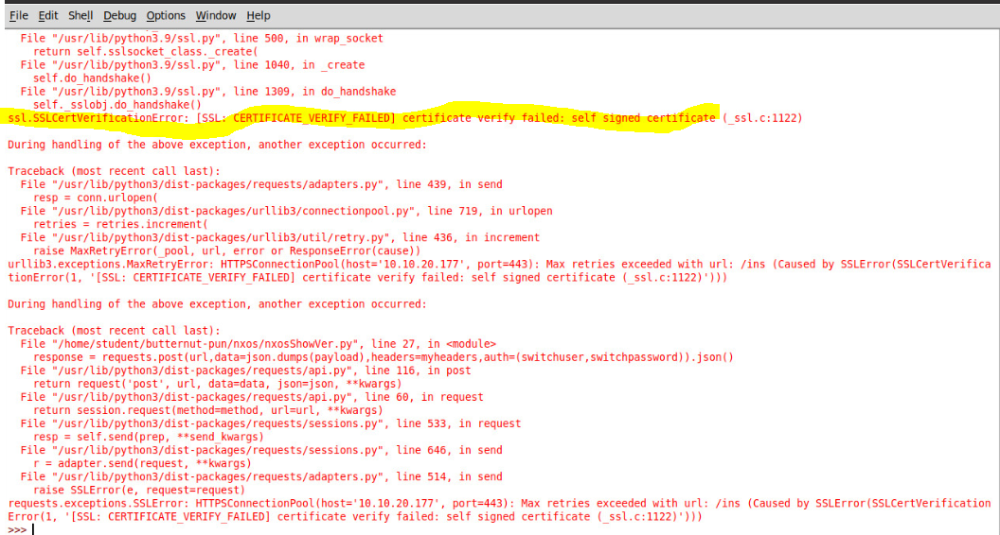 File Edit Shell Debug Options Window Help
File "/usr/lib/python3.9/ssl.py", line 500, in wrap_socket
return self.sslsocket_class._create(
File "/usr/lib/python3.9/ssl.py", line 1040, in _create
self.do_handshake()
File "/usr/lib/python3.9/ssl.py", line 1309, in do_handshake
self._sslobj.do_handshake()
ssl.SSLCertVerificationError: [SSL: CERTIFICATE_VERIFY_FAILED] certificate verify failed: self signed certificate (_ssl.c:1122)
During handling of the above exception, another exception occurred:
Traceback (most recent call last):
File "/usr/lib/python3/dist-packages/requests/adapters.py", line 439, in send
resp = conn.urlopen(
File "/usr/lib/python3/dist-packages/urllib3/connectionpool.py", line 719, in urlopen
retries = retries.increment(
File "/usr/lib/python3/dist-packages/urllib3/util/retry.py", line 436, in increment
raise MaxRetryError(_pool, url, error or ResponseError(cause))
urllib3.exceptions.MaxRetryError: HTTPSConnectionPool(host='10.10.20.177', port=443): Max retries exceeded with url: /ins (Caused by SSLError(SSLCertVerifica
tionError(1, '[SSL: CERTIFICATE_VERIFY_FAILED] certificate verify failed: self signed certificate (_ssl.c:1122)')))
During handling of the above exception, another exception occurred:
Traceback (most recent call last):
File "/home/student/butternut-pun/nxos/nxosShowVer.py", line 27, in <module>
response = requests.post(url,data=json.dumps(payload),headers=myheaders,auth=(switchuser,switchpassword)).json()
File "/usr/lib/python3/dist-packages/requests/api.py", line 116, in post
return request('post', url, data=data, json=json, **kwargs)
File "/usr/lib/python3/dist-packages/requests/api.py", line 60, in request
return session.request(method=method, url=url, **kwargs)
File "/usr/lib/python3/dist-packages/requests/sessions.py", line 533, in request
resp = self.send(prep, **send_kwargs)
File "/usr/lib/python3/dist-packages/requests/sessions.py", line 646, in send
r = adapter.send(request, **kwargs)
File "/usr/lib/python3/dist-packages/requests/adapters.py", line 514, in send
raise SSLError(e, request=request)
requests.exceptions.SSLError: HTTPSConnectionPool(host='10.10.20.177', port=443): Max retries exceeded with url: /ins (Caused by SSLError(SSLCertVerification
Error(1, '[SSL: CERTIFICATE_VERIFY_FAILED] certificate verify failed: self signed certificate (_ssl.c:1122)')))
>>>